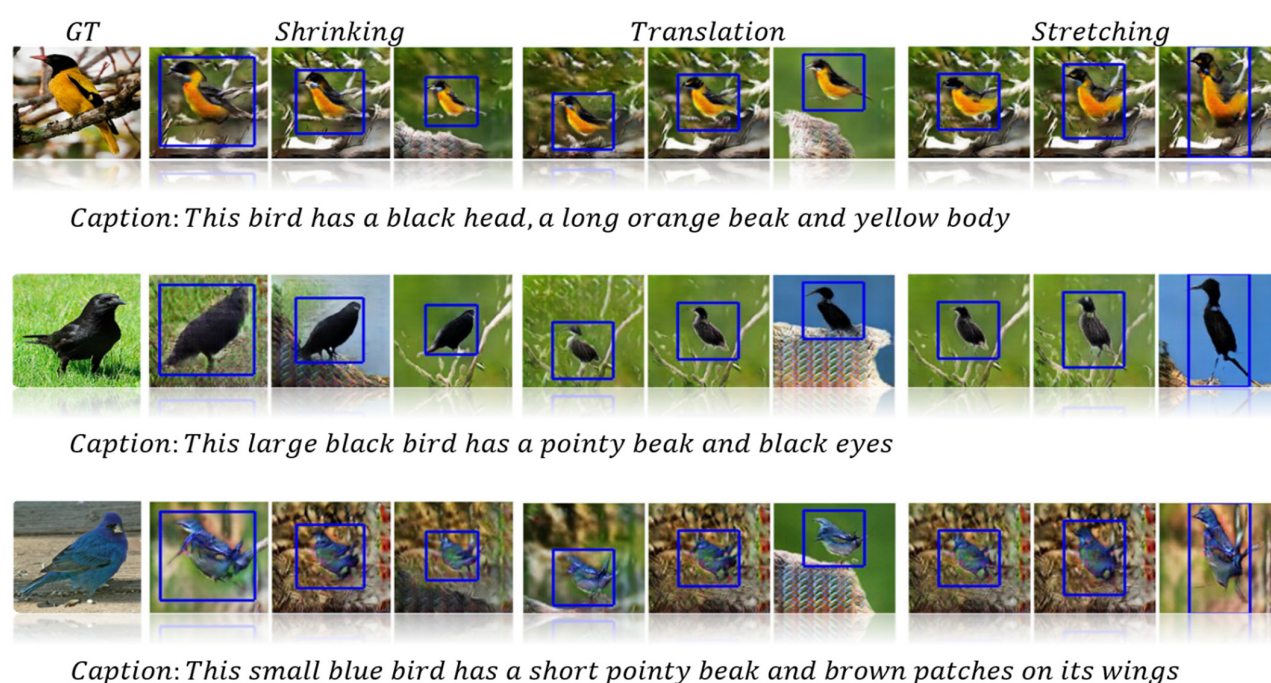 GT Shrinking Translation Stretching
Caption: This bird has a black head, a long orange beak and yellow body
Caption: This large black bird has a pointy beak and black eyes
Caption: This small blue bird has a short pointy beak and brown patches on its wings